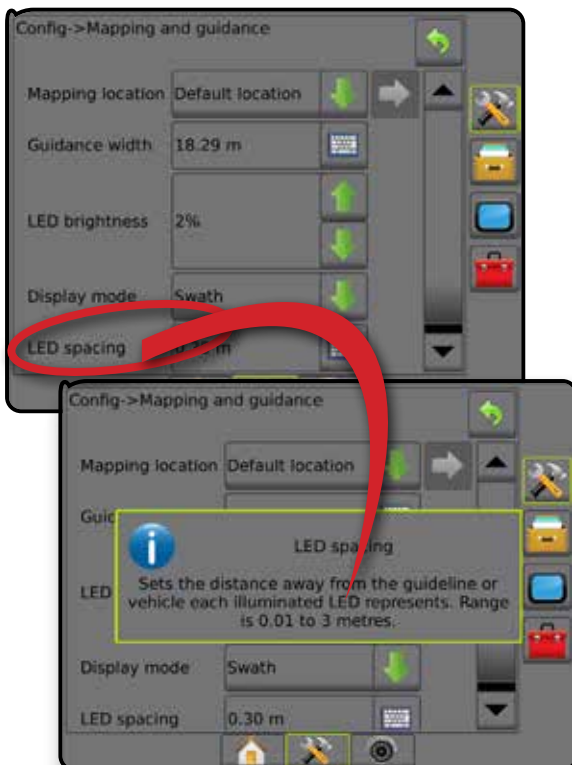 Config->Mapping and guidance
Mapping location Default location
Guidance width 18.29 m
LED brightness 2%
Display mode Swath
LED spacing m
Config->Mapping and guidance
Mapping location Default location
LED spacing
LED Sets the distance away from the guideline or
vehicle each illuminated LED represents. Range
is 0.01 to 3 metres.
Display mode Swath
LED spacing 0.30 m